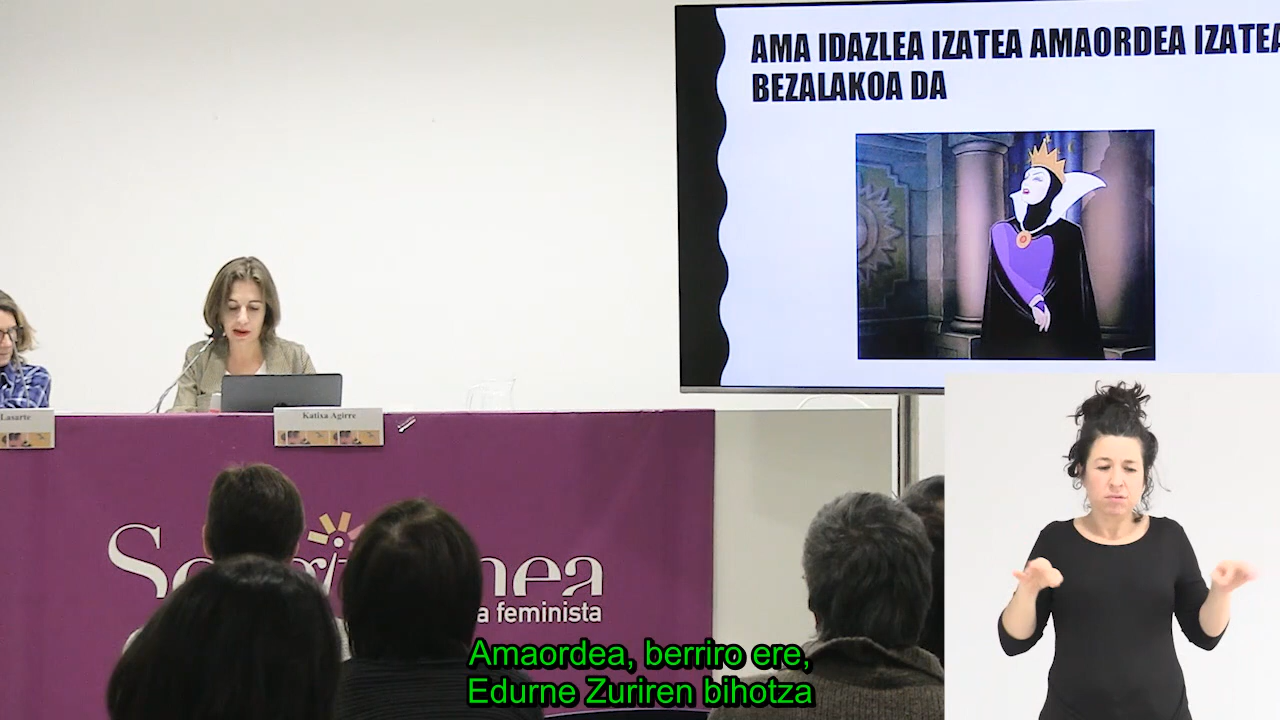 AMA IDAZLEA IZATEA AMAORDEA IZATEA
BEZALAKOA DA
Lasarte
Katixa Agirre
a feminista
Amaordea, berriro ere,
Edurne Zuriren bihotza